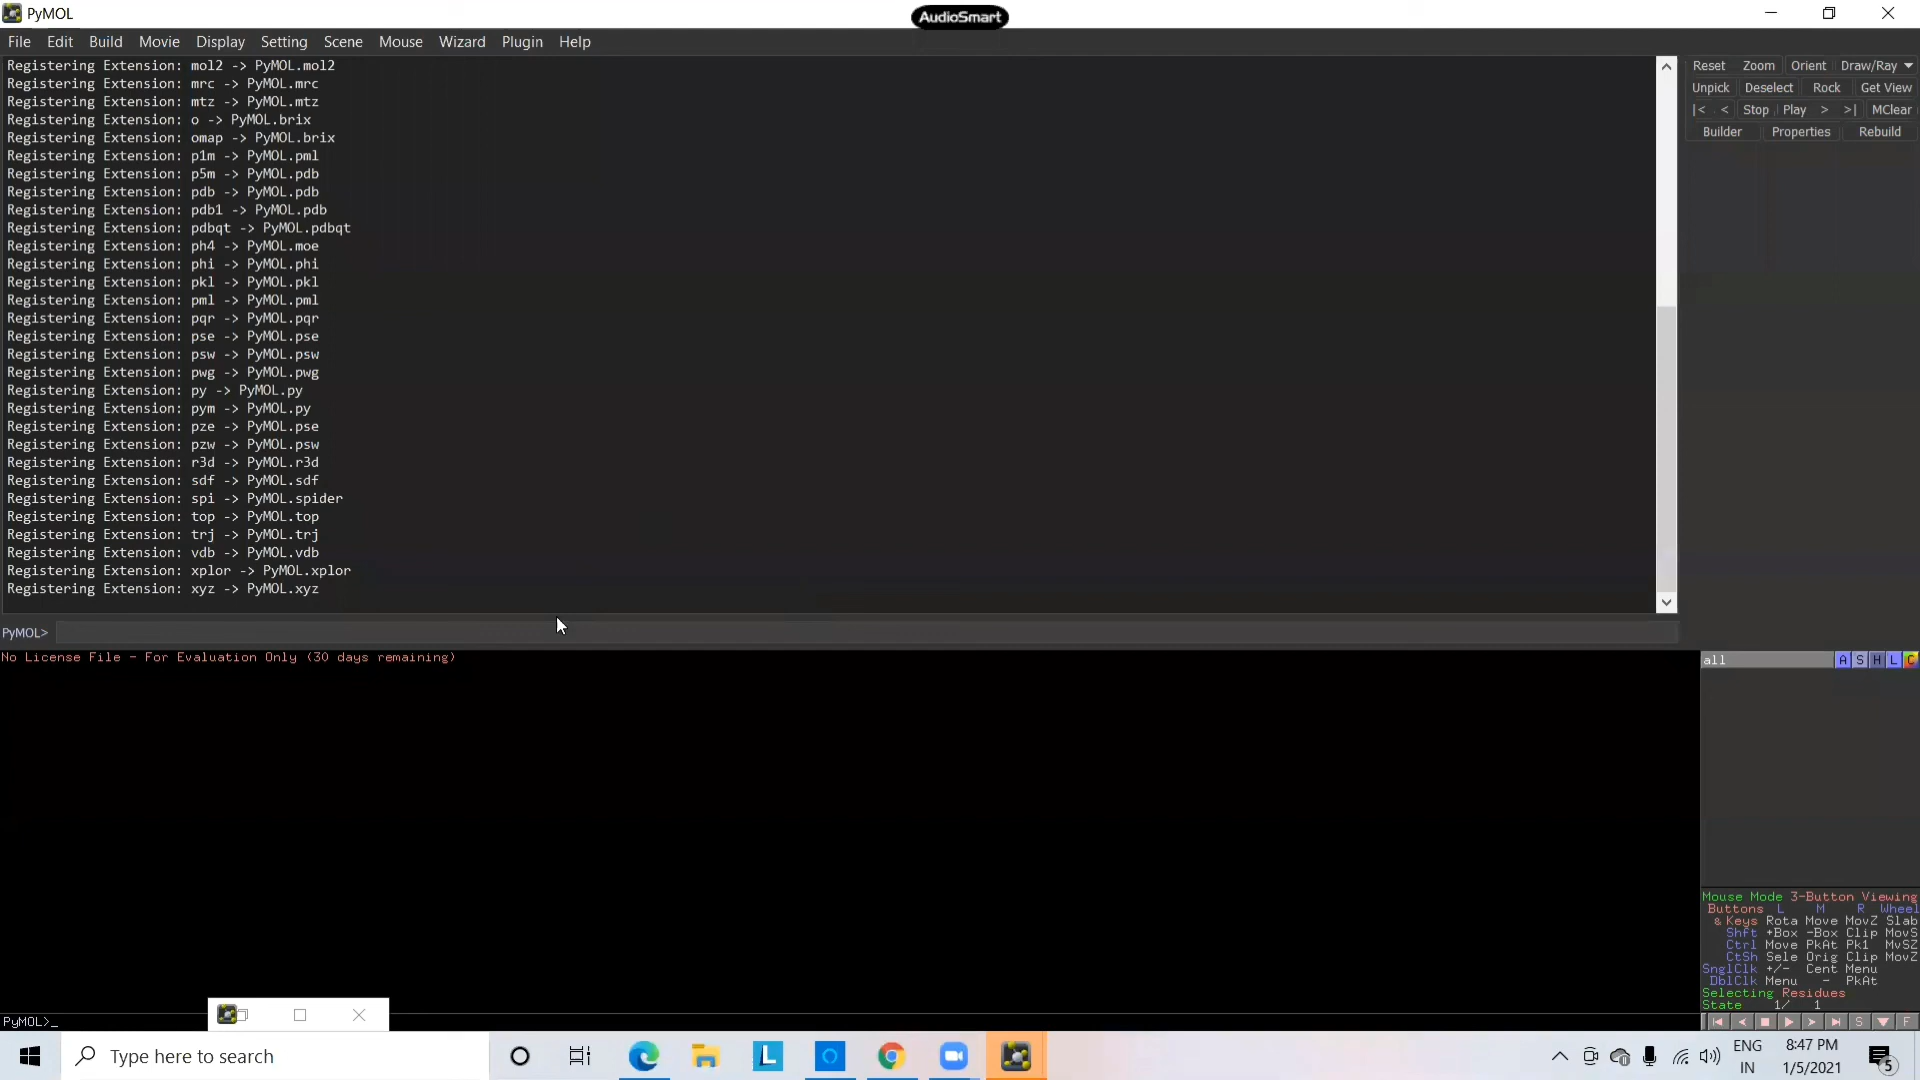 PyMOL
AudioSmart
File Edit Build Movie Display Setting Scene Mouse Wizard Plugin Help
Registering Extension: mol2 -> PyMOL.mol2
Registering Extension: mrc -> PyMOL.mrc
Registering Extension: mtz -> PyMOL.mtz
Registering Extension: o -> PyMOL.brix
Registering Extension: omap -> PyMOL.brix
Registering Extension: p1m -> PyMOL.pml
Registering Extension: p5m -> PyMOL.pdb
Registering Extension: pdb -> PyMOL.pdb
Registering Extension: pdb1 -> PyMOL.pdb
Registering Extension: pdbqt -> PyMOL.pdbqt
Registering Extension: ph4 -> PyMOL.moe
Registering Extension: phi -> PyMOL.phi
Registering Extension: pkl -> PyMOL.pkl
Registering Extension: pml -> PyMOL.pml
Registering Extension: pqr -> PyMOL.pqr
Registering Extension: pse -> PyMOL.pse
Registering Extension: psw -> PyMOL.psw
Registering Extension: pwg -> PyMOL.pwg
Registering Extension: py -> PyMOL.py
Registering Extension: pym -> PyMOL.py
Registering Extension: pze -> PyMOL.pse
Registering Extension: pzw -> PyMOL.psw
Registering Extension: r3d -> PyMOL.r3d
Registering Extension: sdf -> PyMOL.sdf
Registering Extension: spi -> PyMOL.spider
Registering Extension: top -> PyMOL.top
Registering Extension: trj -> PyMOL.trj
Registering Extension: vdb -> PyMOL.vdb
Registering Extension: xplor -> PyMOL.xplor
Registering Extension: xyz -> PyMOL.xyz
Reset Zoom Orient Draw/Ray
Unpick Deselect Rock Get View
|< < Stop Play > >| MClear
Builder Properties Rebuild
PyMOL>
No License File - For Evaluation Only (30 days remaining)
all A S H L C
Mouse Mode 3-Button Viewing
Buttons L M R Wheel
& Keys Rota Move MovZ Slab
Shft +Box -Box Clip MovS
Ctrl Move PkAt Pk1 MvSZ
CtSh Sele Orig Clip MovZ
SnglClk +/- Cent Menu
DblClk Menu - PkAt
Selecting Residues
State 1/ 1
S F
PyMOL>_
Type here to search
ENG
IN
8:47 PM
1/5/2021
5